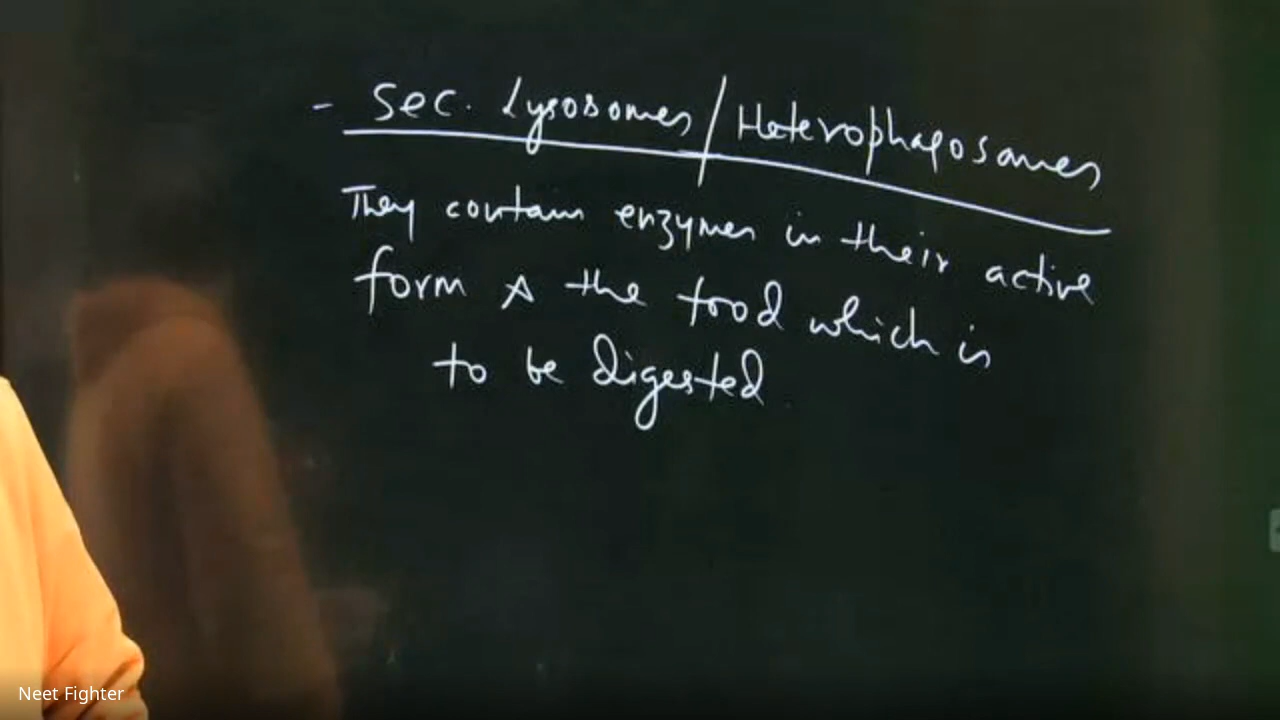 - Sec. Lysosomes/Heterophagosomes
They contain enzymes in their active
form & the food which is
to be digested
Neet Fighter